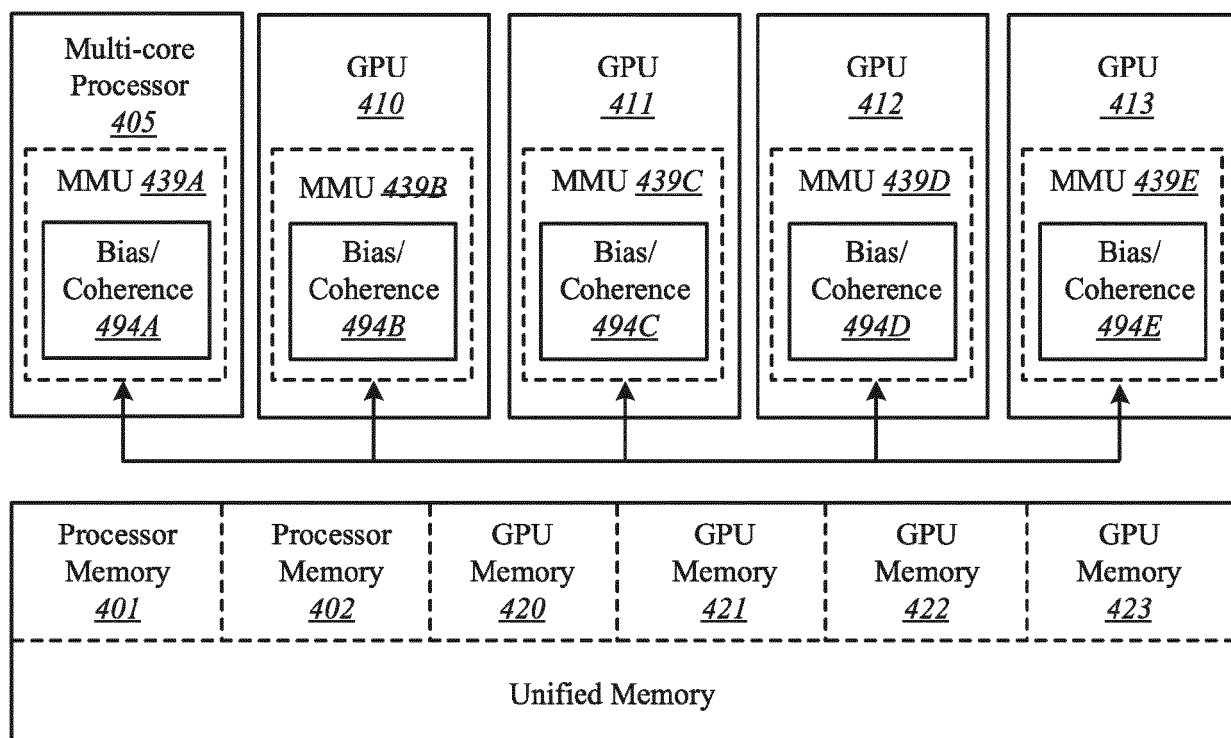 Multi-core
Processor
405
MMU 439A
Bias/
Coherence
494A
GPU
410
MMU 439B
Bias/
Coherence
494B
GPU
411
MMU 439C
Bias/
Coherence
494C
GPU
412
MMU 439D
Bias/
Coherence
494D
GPU
413
MMU 439E
Bias/
Coherence
494E
Processor
Memory
401
Processor
Memory
402
GPU
Memory
420
GPU
Memory
421
GPU
Memory
422
GPU
Memory
423
Unified Memory